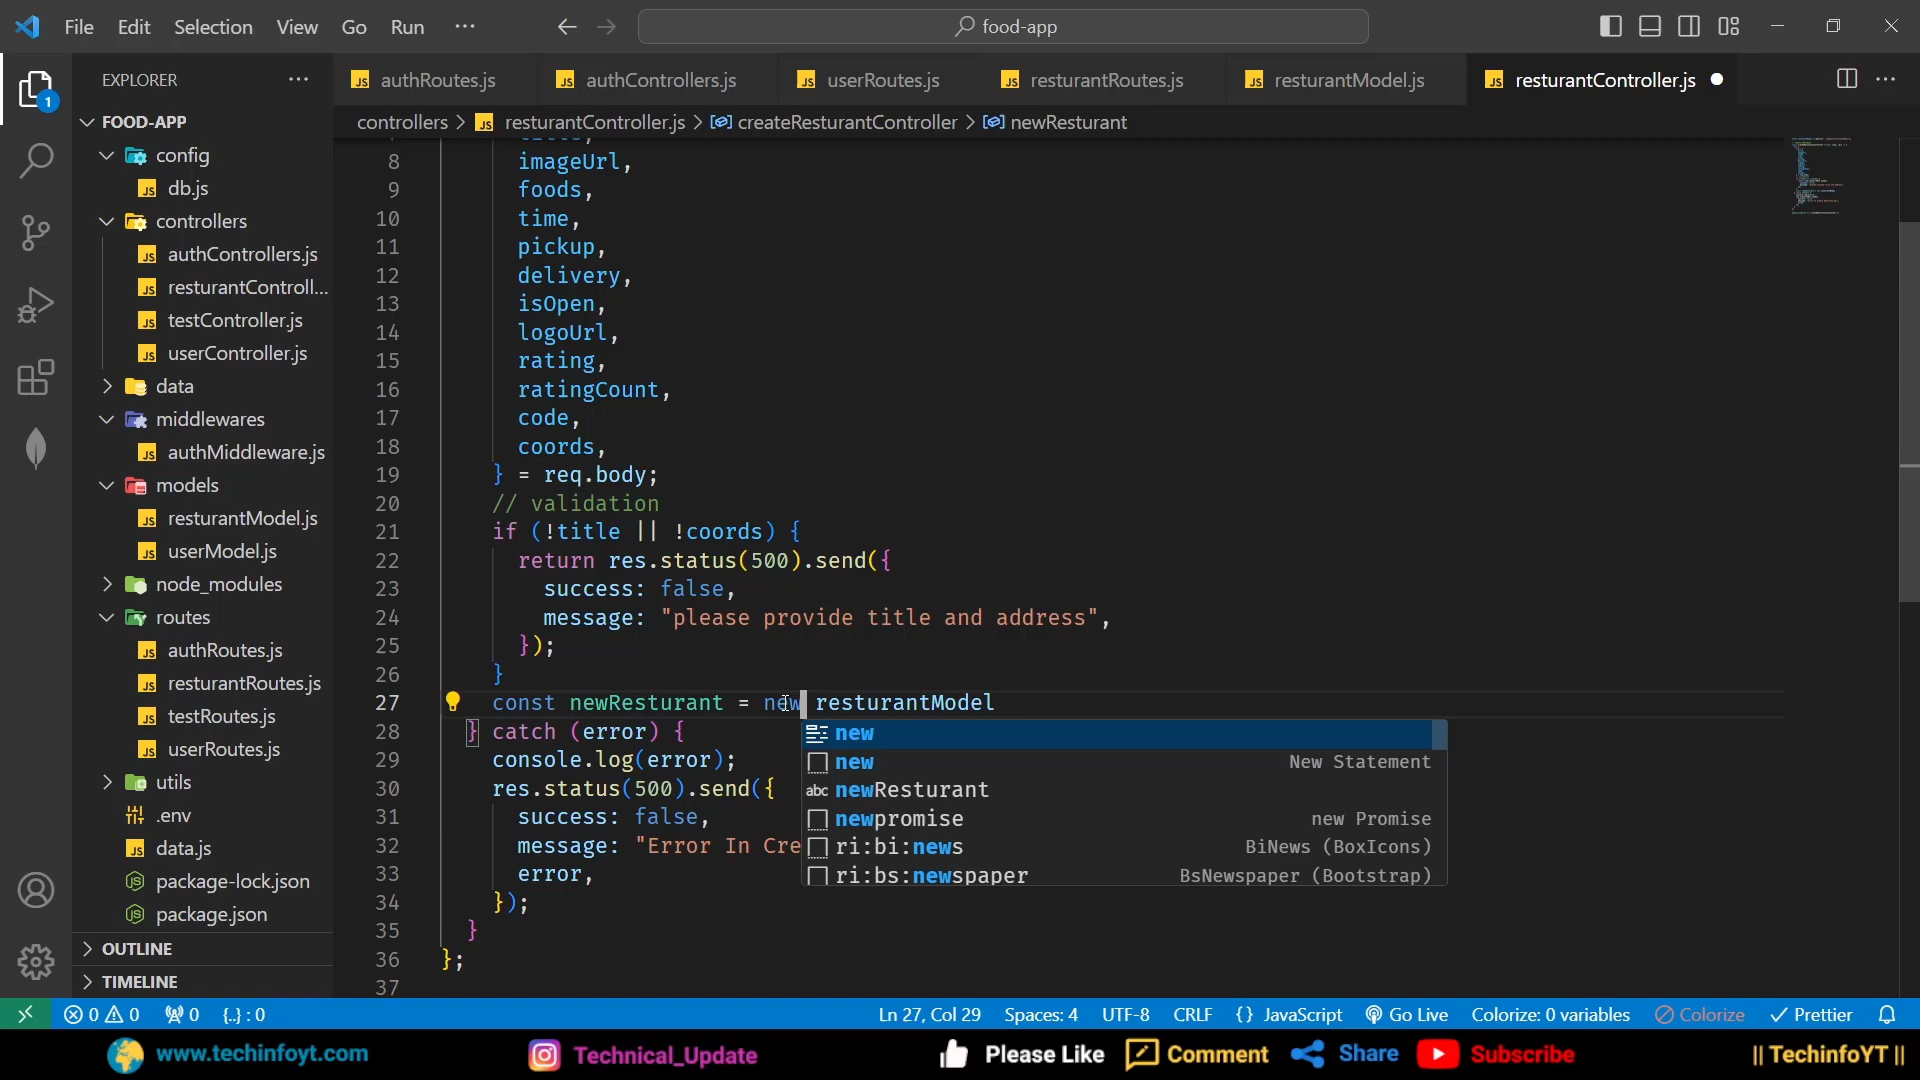 File Edit Selection View Go Run ··· food-app
EXPLORER ···
authRoutes.js authControllers.js userRoutes.js resturantRoutes.js resturantModel.js resturantController.js
controllers > resturantController.js > createResturantController > newResturant
FOOD-APP
config
db.js
controllers
authControllers.js
resturantControll...
testController.js
userController.js
data
middlewares
authMiddleware.js
models
resturantModel.js
userModel.js
node_modules
routes
authRoutes.js
resturantRoutes.js
testRoutes.js
userRoutes.js
utils
.env
data.js
package-lock.json
package.json
OUTLINE
TIMELINE
1
8 imageUrl,
9 foods,
10 time,
11 pickup,
12 delivery,
13 isOpen,
14 logoUrl,
15 rating,
16 ratingCount,
17 code,
18 coords,
19 } = req.body;
20 // validation
21 if (!title || !coords) {
22 return res.status(500).send({
23 success: false,
24 message: "please provide title and address",
25 });
26 }
27 const newResturant = new resturantModel
28 } catch (error) {
29 console.log(error);
30 res.status(500).send({
31 success: false,
32 message: "Error In Cre
33 error,
34 });
35 }
36 };
37
new
new New Statement
abc newResturant
newpromise new Promise
ri:bi:news BiNews (BoxIcons)
ri:bs:newspaper BsNewspaper (Bootstrap)
0 0 0 {..} : 0 Ln 27, Col 29 Spaces: 4 UTF-8 CRLF {} JavaScript Go Live Colorize: 0 variables Colorize Prettier
www.techinfoyt.com Technical_Update Please Like Comment Share Subscribe || TechinfoYT ||